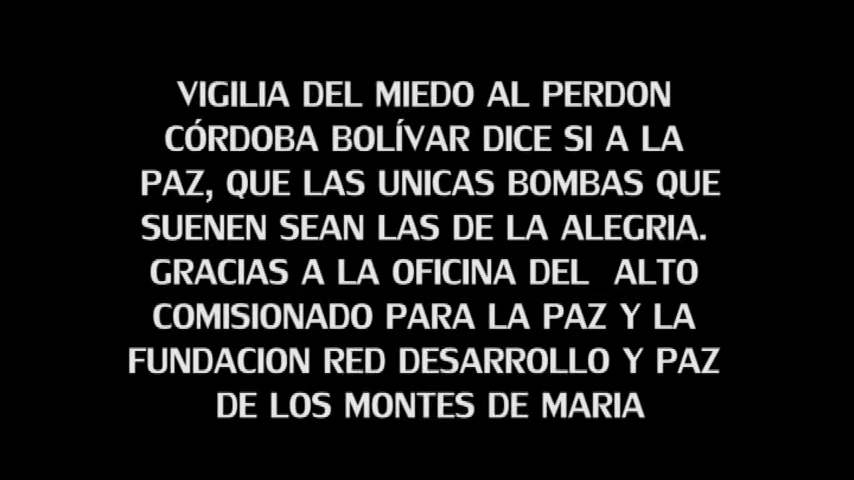 VIGILIA DEL MIEDO AL PERDON
CÓRDOBA BOLÍVAR DICE SI A LA
PAZ, QUE LAS UNICAS BOMBAS QUE
SUENEN SEAN LAS DE LA ALEGRIA.
GRACIAS A LA OFICINA DEL ALTO
COMISIONADO PARA LA PAZ Y LA
FUNDACION RED DESARROLLO Y PAZ
DE LOS MONTES DE MARIA